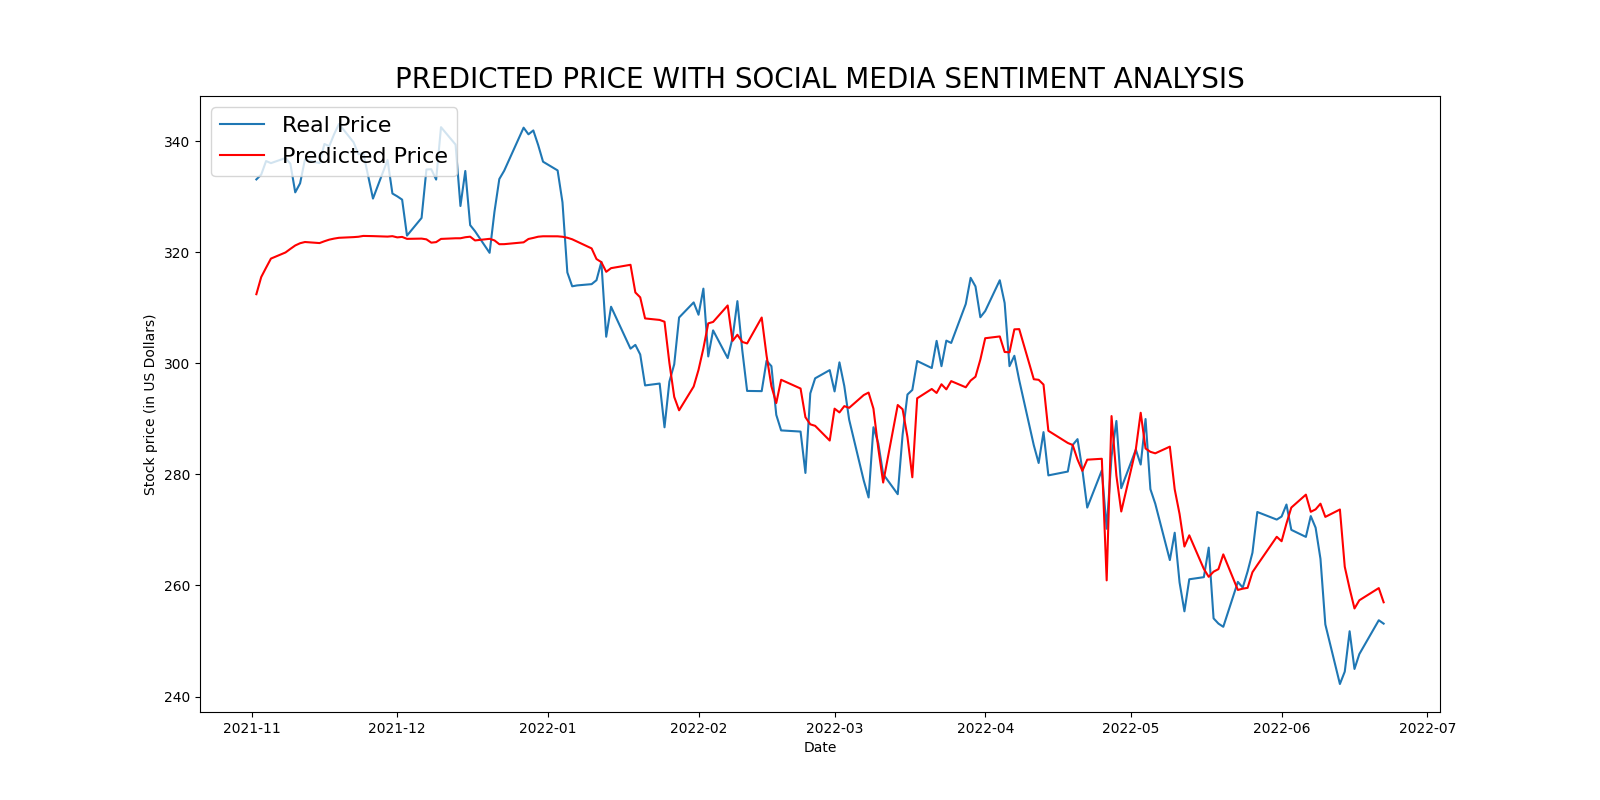 PREDICTED PRICE WITH SOCIAL MEDIA SENTIMENT ANALYSIS
Real Price
Predicted Price
Stock price (in US Dollars)
340
320
300
280
260
240
2021-11 2021-12 2022-01 2022-02 2022-03 2022-04 2022-05 2022-06 2022-07
Date